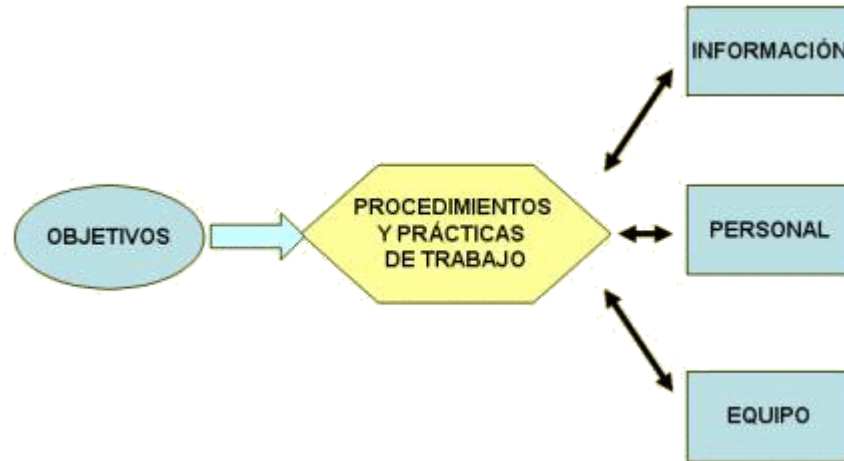 INFORMACIÓN
OBJETIVOS
PROCEDIMIENTOS
Y PRÁCTICAS
DE TRABAJO
PERSONAL
EQUIPO